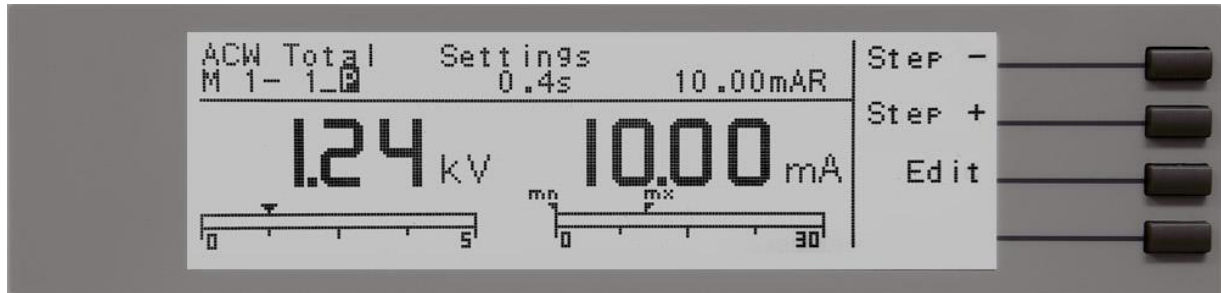 ACW Total Settings
M 1- 1_P 0.4s 10.00mAR
1.24 kV 10.00 mA
mn mx
0 5 0 30
Step -
Step +
Edit